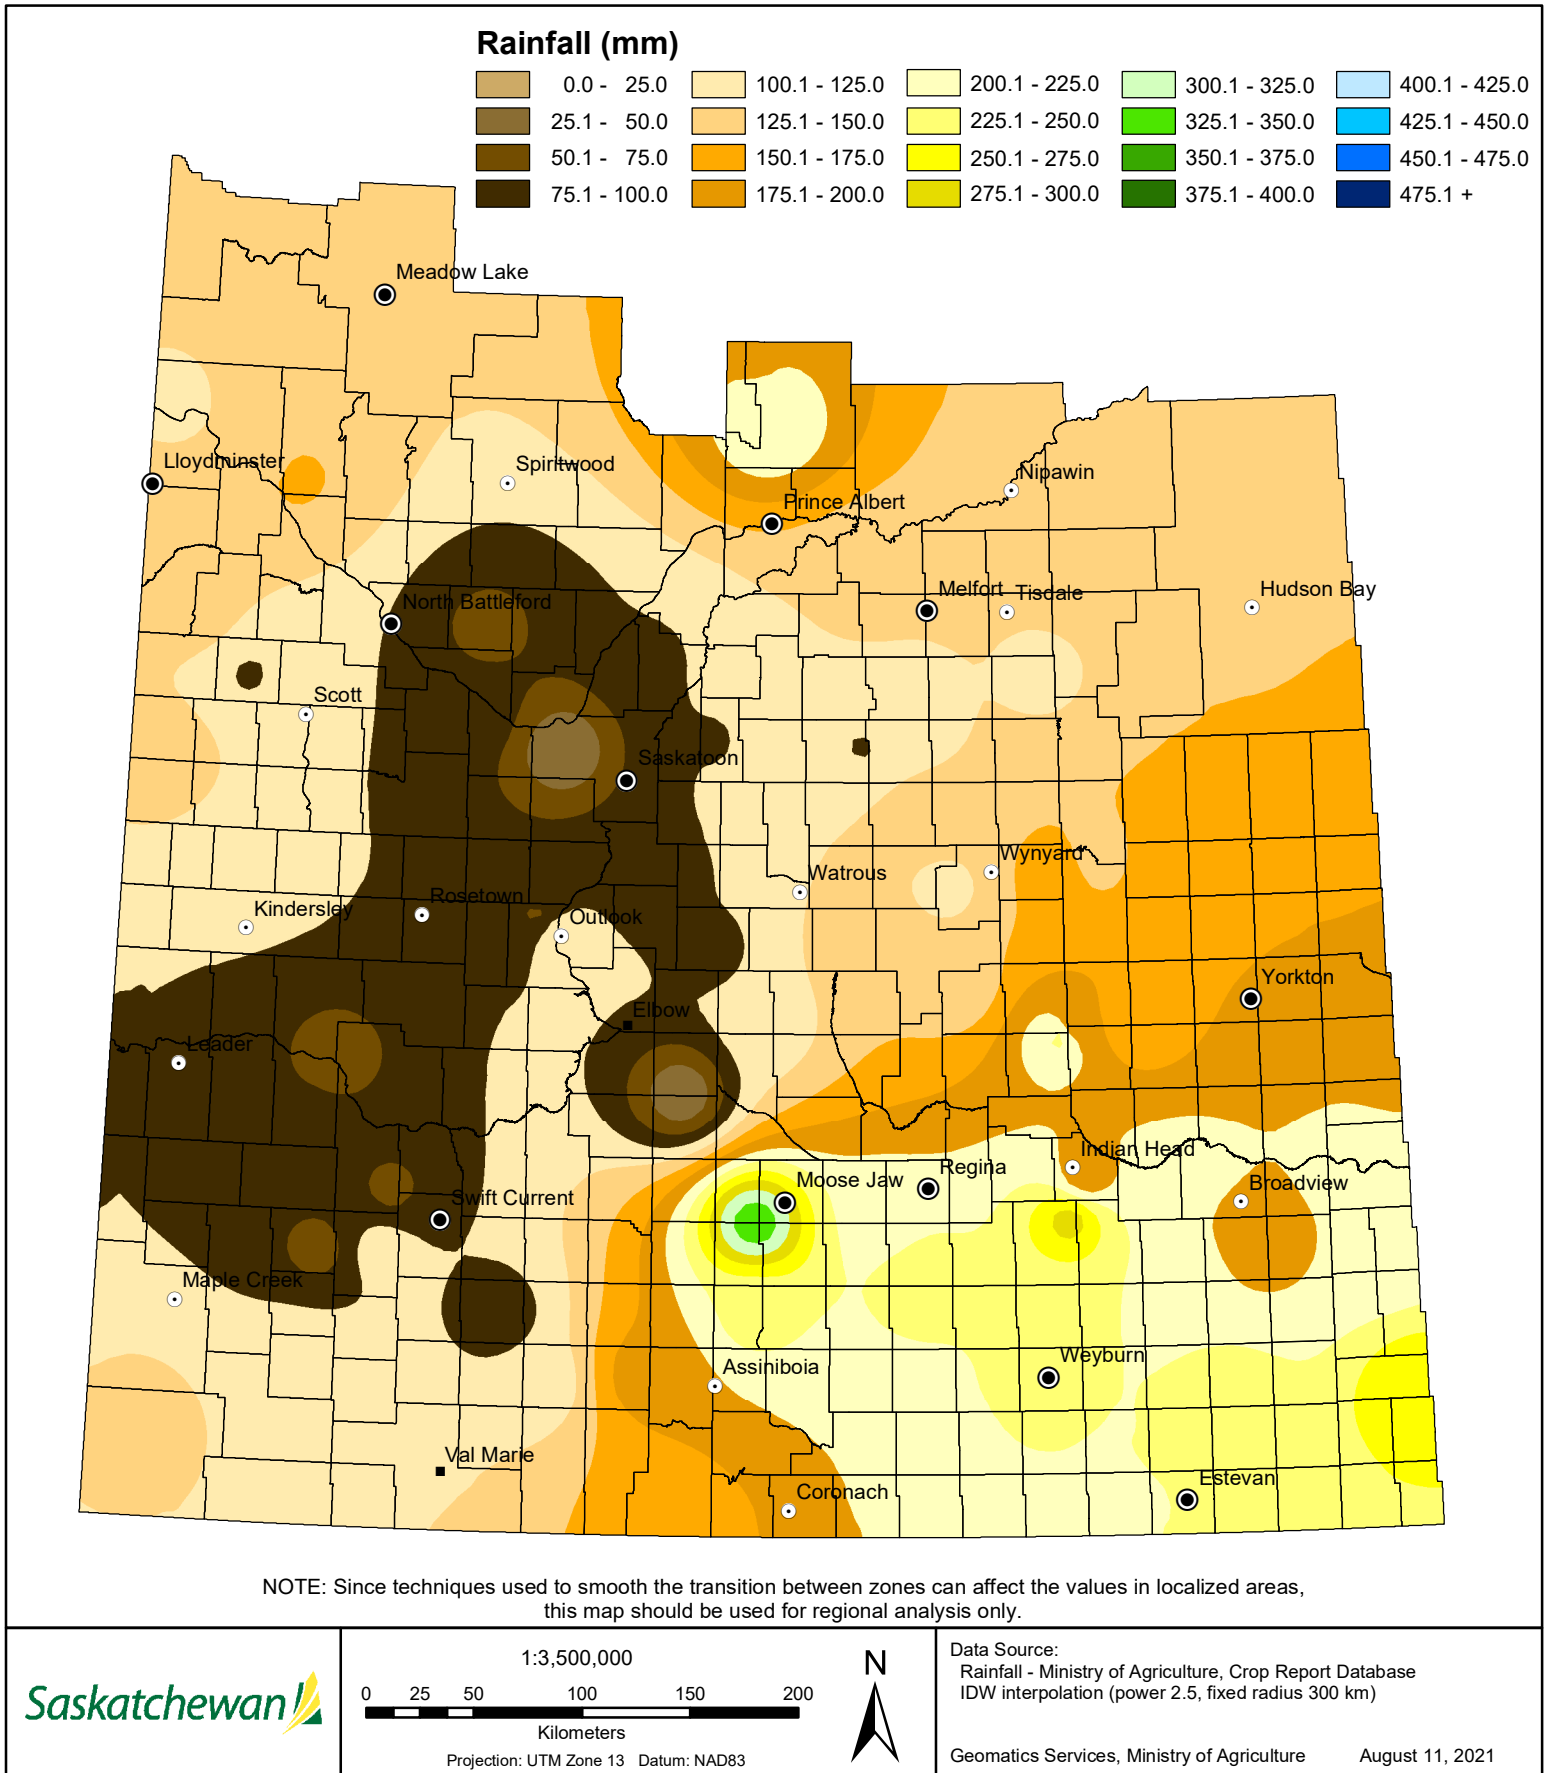 Rainfall (mm)
0.0 - 25.0
25.1 - 50.0
50.1 - 75.0
75.1 - 100.0
100.1 - 125.0
125.1 - 150.0
150.1 - 175.0
175.1 - 200.0
200.1 - 225.0
225.1 - 250.0
250.1 - 275.0
275.1 - 300.0
300.1 - 325.0
325.1 - 350.0
350.1 - 375.0
375.1 - 400.0
400.1 - 425.0
425.1 - 450.0
450.1 - 475.0
475.1 +
Meadow Lake
Lloydminster
Spiritwood
Nipawin
Prince Albert
Melfort
Tisdale
Hudson Bay
North Battleford
Scott
Saskatoon
Wynyard
Watrous
Rosetown
Kindersley
Outlook
Yorkton
Elbow
Leader
Indian Head
Regina
Moose Jaw
Broadview
Swift Current
Maple Creek
Weyburn
Assiniboia
Val Marie
Estevan
Coronach
NOTE: Since techniques used to smooth the transition between zones can affect the values in localized areas,
this map should be used for regional analysis only.
Saskatchewan
1:3,500,000
0 25 50 100 150 200
Kilometers
Projection: UTM Zone 13 Datum: NAD83
N
Data Source:
Rainfall - Ministry of Agriculture, Crop Report Database
IDW interpolation (power 2.5, fixed radius 300 km)
Geomatics Services, Ministry of Agriculture August 11, 2021